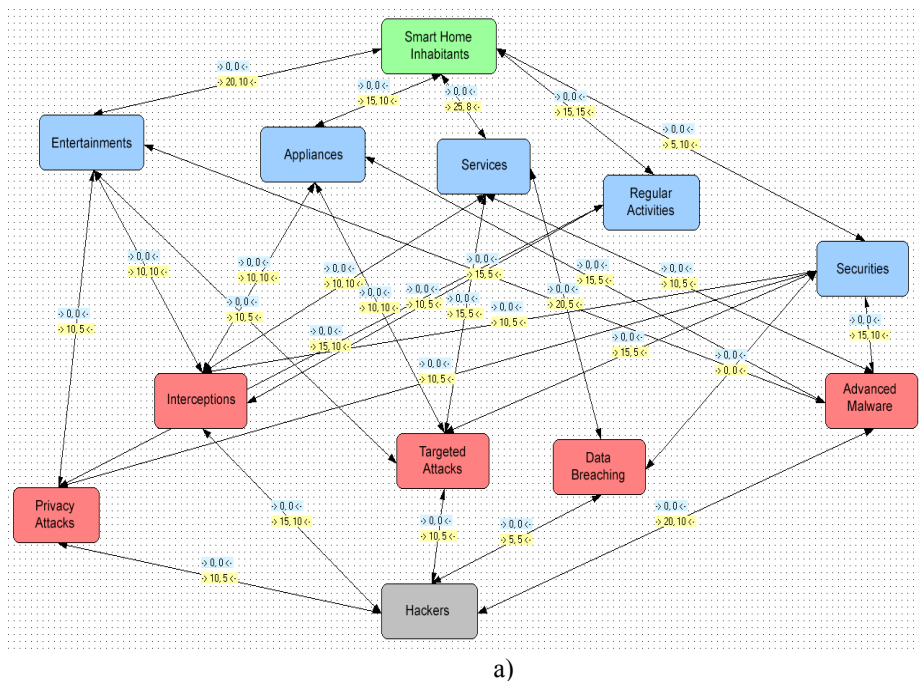 Smart Home
Inhabitants
-> 0, 0 <-
-> 20, 10 <-
-> 0, 0 <-
-> 15, 10 <-
-> 0, 0 <-
-> 25, 8 <-
-> 0, 0 <-
-> 15, 15 <-
-> 0, 0 <-
-> 5, 10 <-
Entertainments
Appliances
Services
Regular
Activities
Securities
-> 0, 0 <-
-> 10, 10 <-
-> 0, 0 <-
-> 10, 10 <-
-> 0, 0 <-
-> 10, 10 <-
-> 0, 0 <-
-> 15, 5 <-
-> 0, 0 <-
-> 15, 5 <-
-> 0, 0 <-
-> 10, 5 <-
-> 0, 0 <-
-> 10, 5 <-
-> 0, 0 <-
-> 10, 5 <-
-> 0, 0 <-
-> 10, 10 <-
-> 0, 0 <-
-> 10, 5 <-
-> 0, 0 <-
-> 15, 5 <-
-> 0, 0 <-
-> 20, 5 <-
-> 0, 0 <-
-> 10, 5 <-
-> 0, 0 <-
-> 15, 10 <-
-> 0, 0 <-
-> 15, 10 <-
-> 0, 0 <-
-> 15, 5 <-
-> 0, 0 <-
-> 10, 5 <-
-> 0, 0 <-
-> 0, 0 <-
Interceptions
Advanced
Malware
Targeted
Attacks
Data
Breaching
Privacy
Attacks
-> 0, 0 <-
-> 15, 10 <-
-> 0, 0 <-
-> 10, 5 <-
-> 0, 0 <-
-> 5, 5 <-
-> 0, 0 <-
-> 20, 10 <-
-> 0, 0 <-
-> 10, 5 <-
Hackers
a)